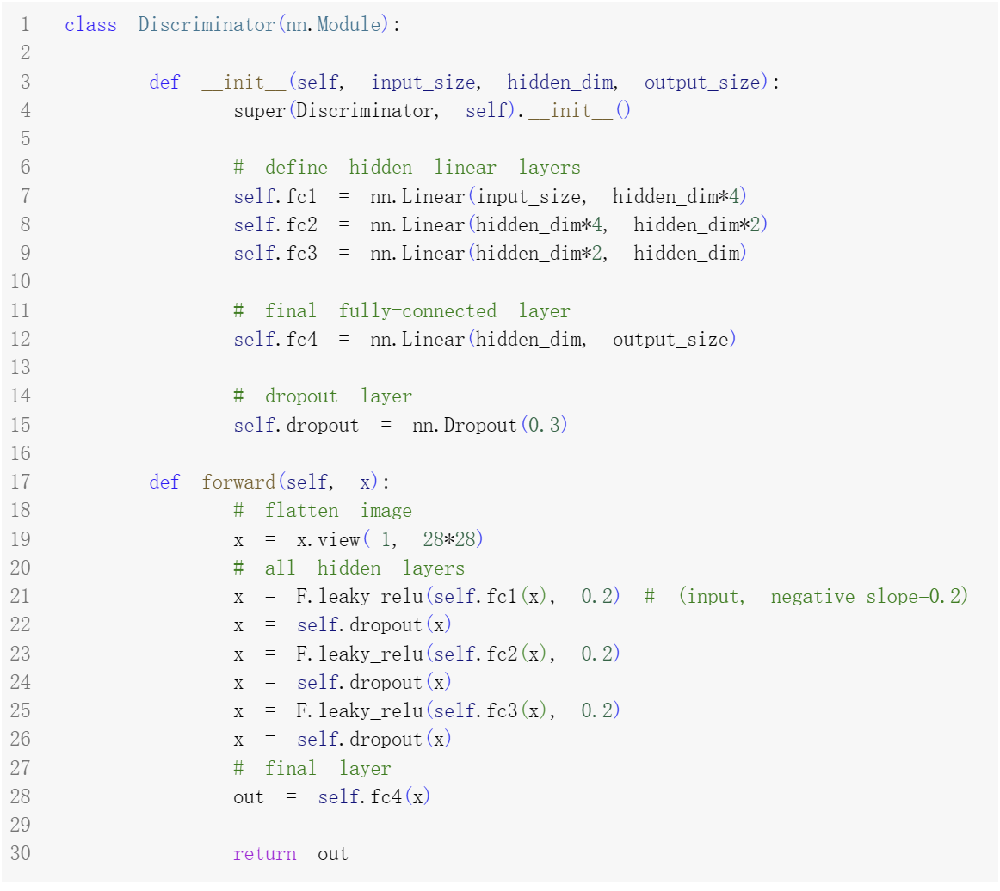 1 class Discriminator(nn.Module):
2
3 def __init__(self, input_size, hidden_dim, output_size):
4 super(Discriminator, self).__init__()
5
6 # define hidden linear layers
7 self.fc1 = nn.Linear(input_size, hidden_dim*4)
8 self.fc2 = nn.Linear(hidden_dim*4, hidden_dim*2)
9 self.fc3 = nn.Linear(hidden_dim*2, hidden_dim)
10
11 # final fully-connected layer
12 self.fc4 = nn.Linear(hidden_dim, output_size)
13
14 # dropout layer
15 self.dropout = nn.Dropout(0.3)
16
17 def forward(self, x):
18 # flatten image
19 x = x.view(-1, 28*28)
20 # all hidden layers
21 x = F.leaky_relu(self.fc1(x), 0.2) # (input, negative_slope=0.2)
22 x = self.dropout(x)
23 x = F.leaky_relu(self.fc2(x), 0.2)
24 x = self.dropout(x)
25 x = F.leaky_relu(self.fc3(x), 0.2)
26 x = self.dropout(x)
27 # final layer
28 out = self.fc4(x)
29
30 return out